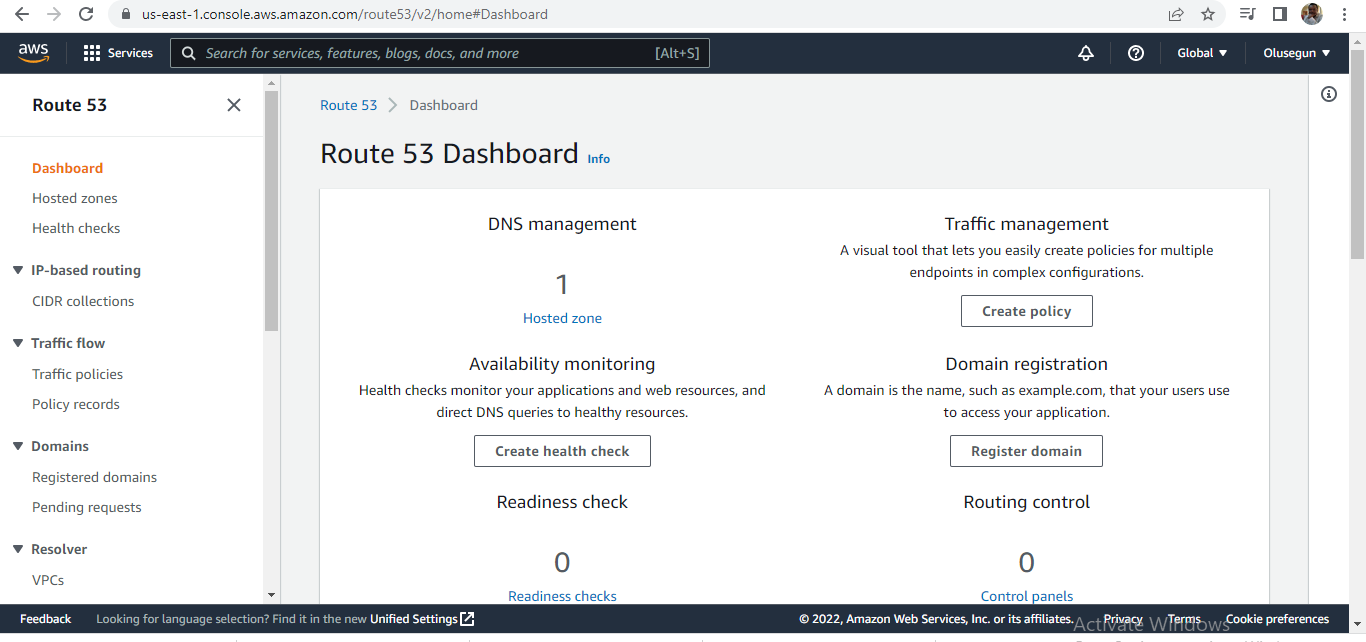 us-east-1.console.aws.amazon.com/route53/v2/home#Dashboard
aws
Services
Search for services, features, blogs, docs, and more
[Alt+S]
Global
Olusegun
Route 53
Dashboard
Hosted zones
Health checks
IP-based routing
CIDR collections
Traffic flow
Traffic policies
Policy records
Domains
Registered domains
Pending requests
Resolver
VPCs
Route 53
Dashboard
Route 53 Dashboard Info
DNS management
1
Hosted zone
Traffic management
A visual tool that lets you easily create policies for multiple
endpoints in complex configurations.
Create policy
Availability monitoring
Health checks monitor your applications and web resources, and
direct DNS queries to healthy resources.
Create health check
Domain registration
A domain is the name, such as example.com, that your users use
to access your application.
Register domain
Readiness check
0
Readiness checks
Routing control
0
Control panels
Feedback
Looking for language selection? Find it in the new Unified Settings
© 2022, Amazon Web Services, Inc. or its affiliates.
Privacy
Terms
Cookie preferences
Activate Windows